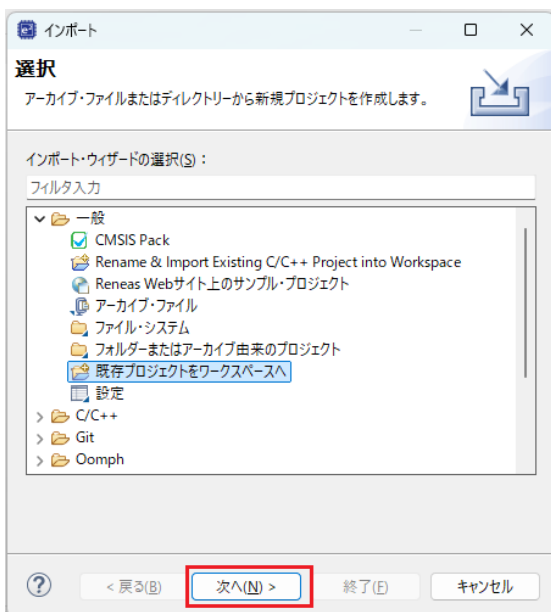 インポート
選択
アーカイブ・ファイルまたはディレクトリーから新規プロジェクトを作成します。
インポート・ウィザードの選択(S)：
フィルタ入力
一般
CMSIS Pack
Rename & Import Existing C/C++ Project into Workspace
Reneas Webサイト上のサンプル・プロジェクト
アーカイブ・ファイル
ファイル・システム
フォルダーまたはアーカイブ由来のプロジェクト
既存プロジェクトをワークスペースへ
設定
C/C++
Git
Oomph
< 戻る(B) 次へ(N) > 終了(F) キャンセル